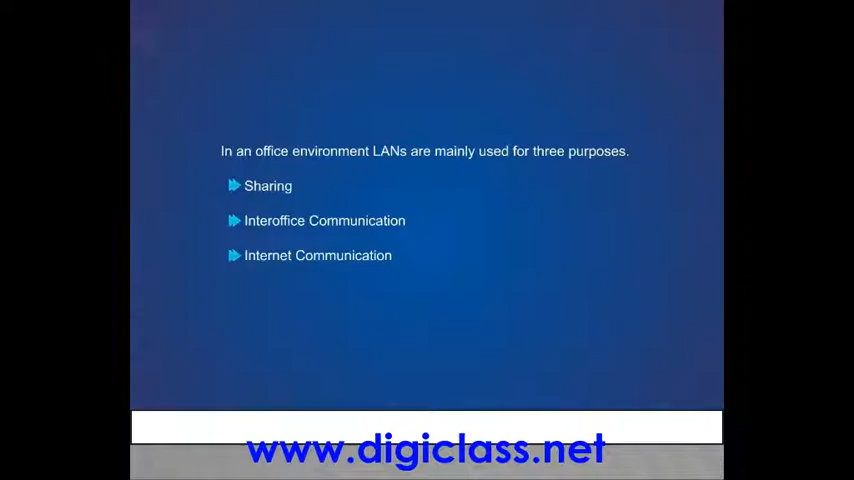 In an office environment LANs are mainly used for three purposes.
Sharing
Interoffice Communication
Internet Communication
www.digiclass.net